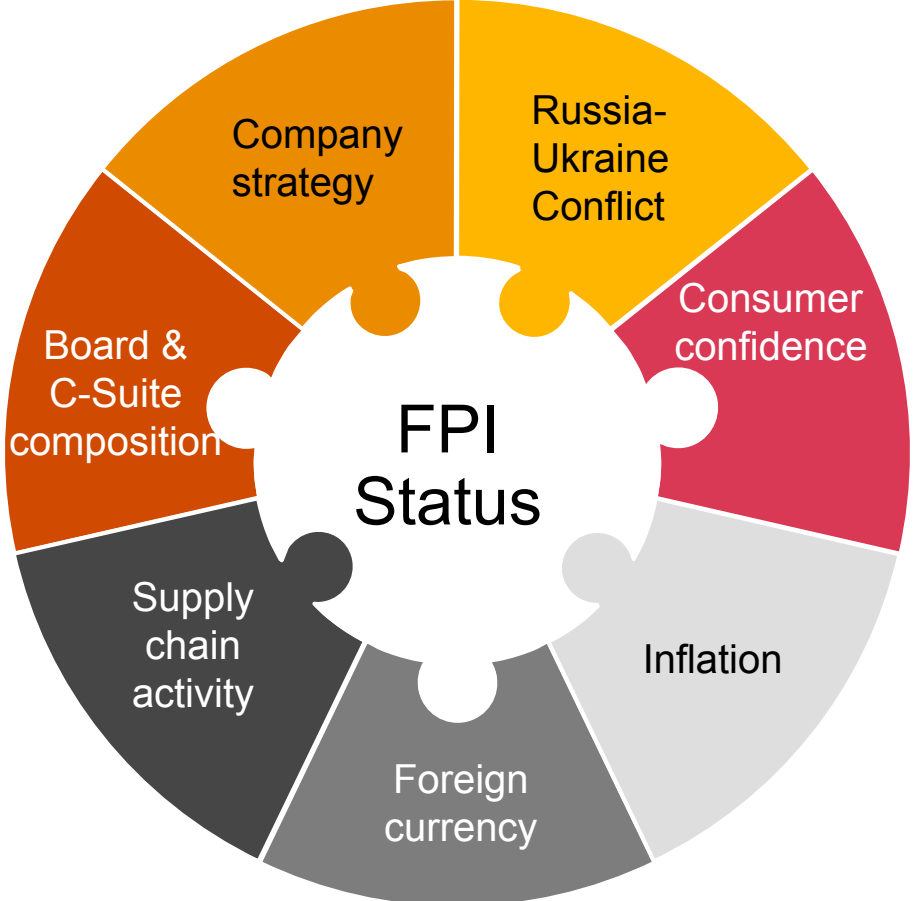 Company
strategy
Russia-
Ukraine
Conflict
Consumer
confidence
Board &
C-Suite
composition
FPI
Status
Supply
chain
activity
Inflation
Foreign
currency